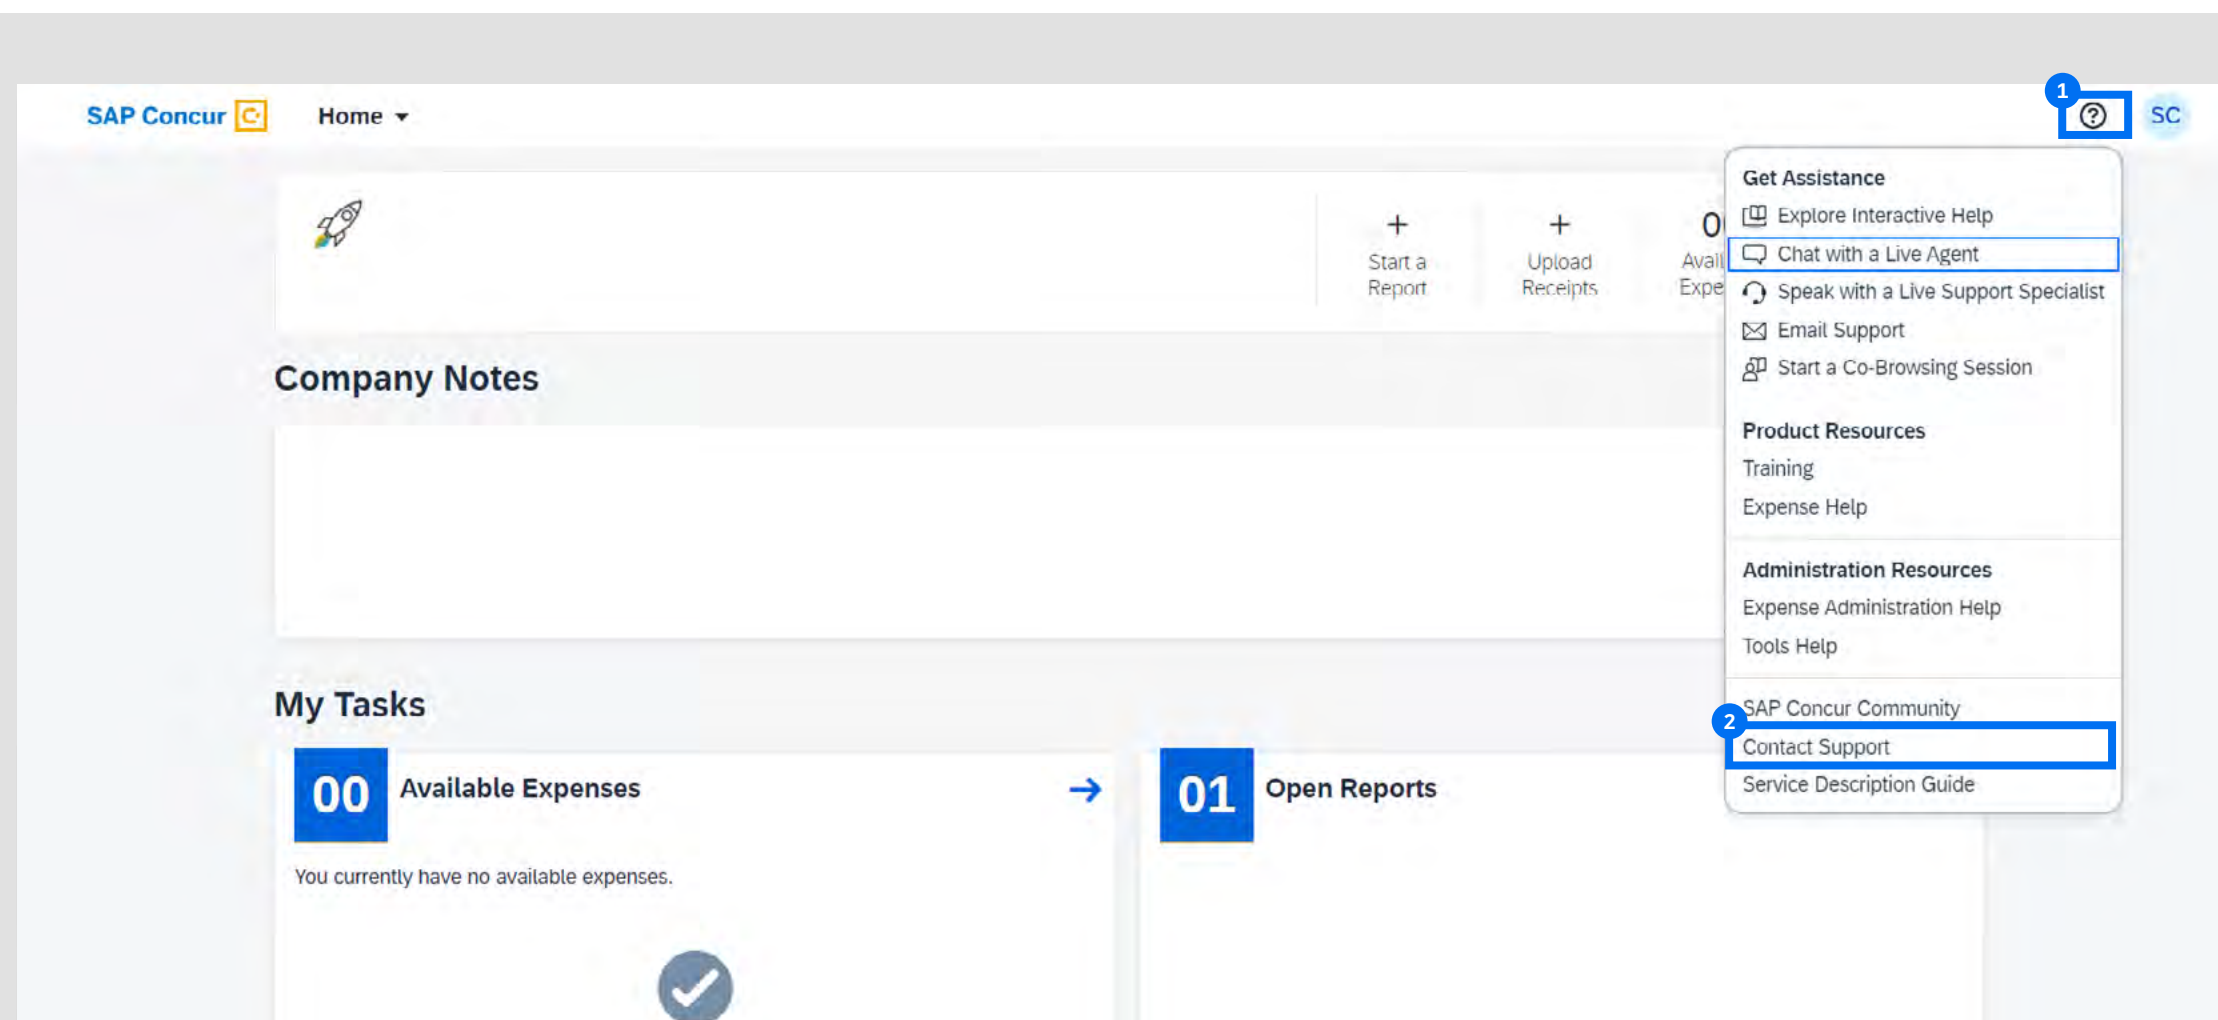 1
SAP Concur C
Home
SC
Get Assistance
Explore Interactive Help
Chat with a Live Agent
Speak with a Live Support Specialist
Email Support
Start a Co-Browsing Session
Product Resources
Training
Expense Help
Administration Resources
Expense Administration Help
Tools Help
SAP Concur Community
2
Contact Support
Service Description Guide
+
Start a
Report
+
Upload
Receipts
Company Notes
My Tasks
00 Available Expenses
You currently have no available expenses.
01 Open Reports